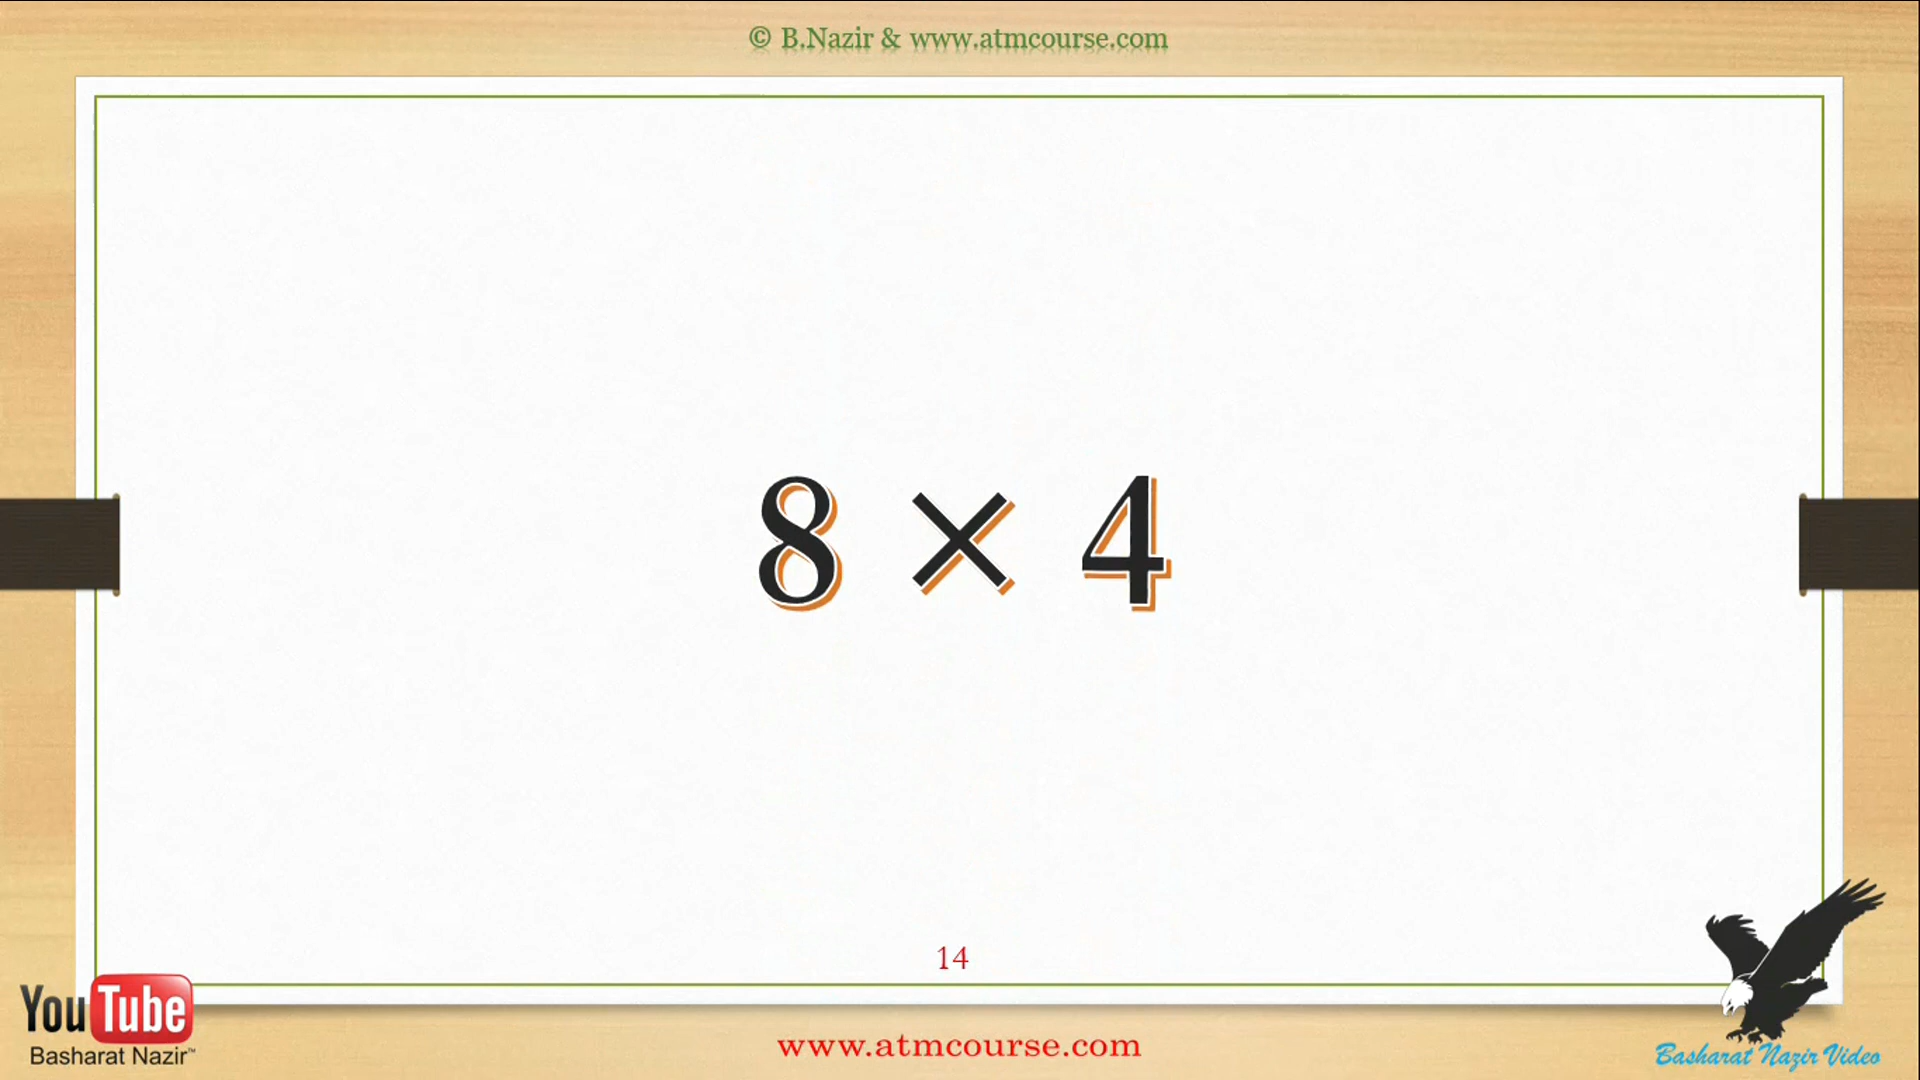 © B.Nazir & www.atmcourse.com
8 × 4
14
YouTube
Basharat Nazir™
www.atmcourse.com
Basharat Nazir Video